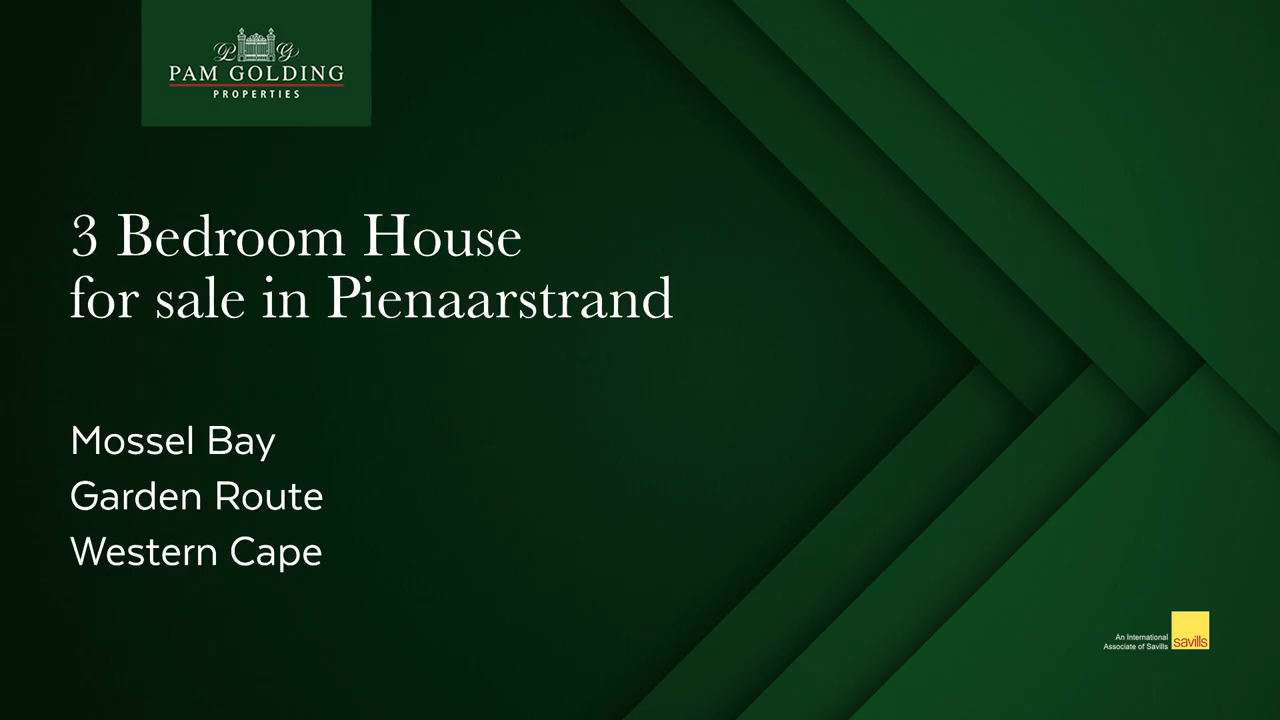 P G
PAM GOLDING
PROPERTIES
3 Bedroom House
for sale in Pienaarstrand
Mossel Bay
Garden Route
Western Cape
An International
Associate of Savills
savills